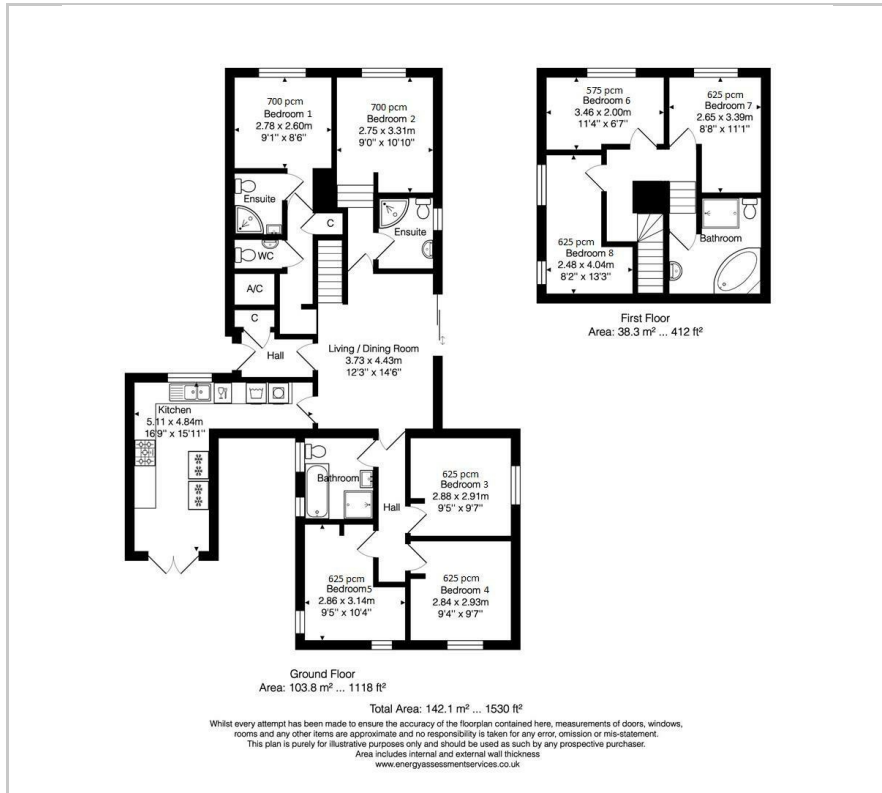 700 pcm
Bedroom 1
2.78 x 2.60m
9'1" x 8'6"
700 pcm
Bedroom 2
2.75 x 3.31m
9'0" x 10'10"
Ensuite
C
WC
Ensuite
A/C
C
Hall
Living / Dining Room
3.73 x 4.43m
12'3" x 14'6"
Kitchen
5.11 x 4.84m
16'9" x 15'11"
Bathroom
Hall
625 pcm
Bedroom 3
2.88 x 2.91m
9'5" x 9'7"
625 pcm
Bedroom5
2.86 x 3.14m
9'5" x 10'4"
625 pcm
Bedroom 4
2.84 x 2.93m
9'4" x 9'7"
Ground Floor
Area: 103.8 m² ... 1118 ft²
575 pcm
Bedroom 6
3.46 x 2.00m
11'4" x 6'7"
625 pcm
Bedroom 7
2.65 x 3.39m
8'8" x 11'1"
625 pcm
Bedroom 8
2.48 x 4.04m
8'2" x 13'3"
Bathroom
First Floor
Area: 38.3 m² ... 412 ft²
Total Area: 142.1 m² ... 1530 ft²
Whilst every attempt has been made to ensure the accuracy of the floorplan contained here, measurements of doors, windows,
rooms and any other items are approximate and no responsibility is taken for any error, omission or mis-statement.
This plan is purely for illustrative purposes only and should be used as such by any prospective purchaser.
Area includes internal and external wall thickness
www.energyassessmentservices.co.uk